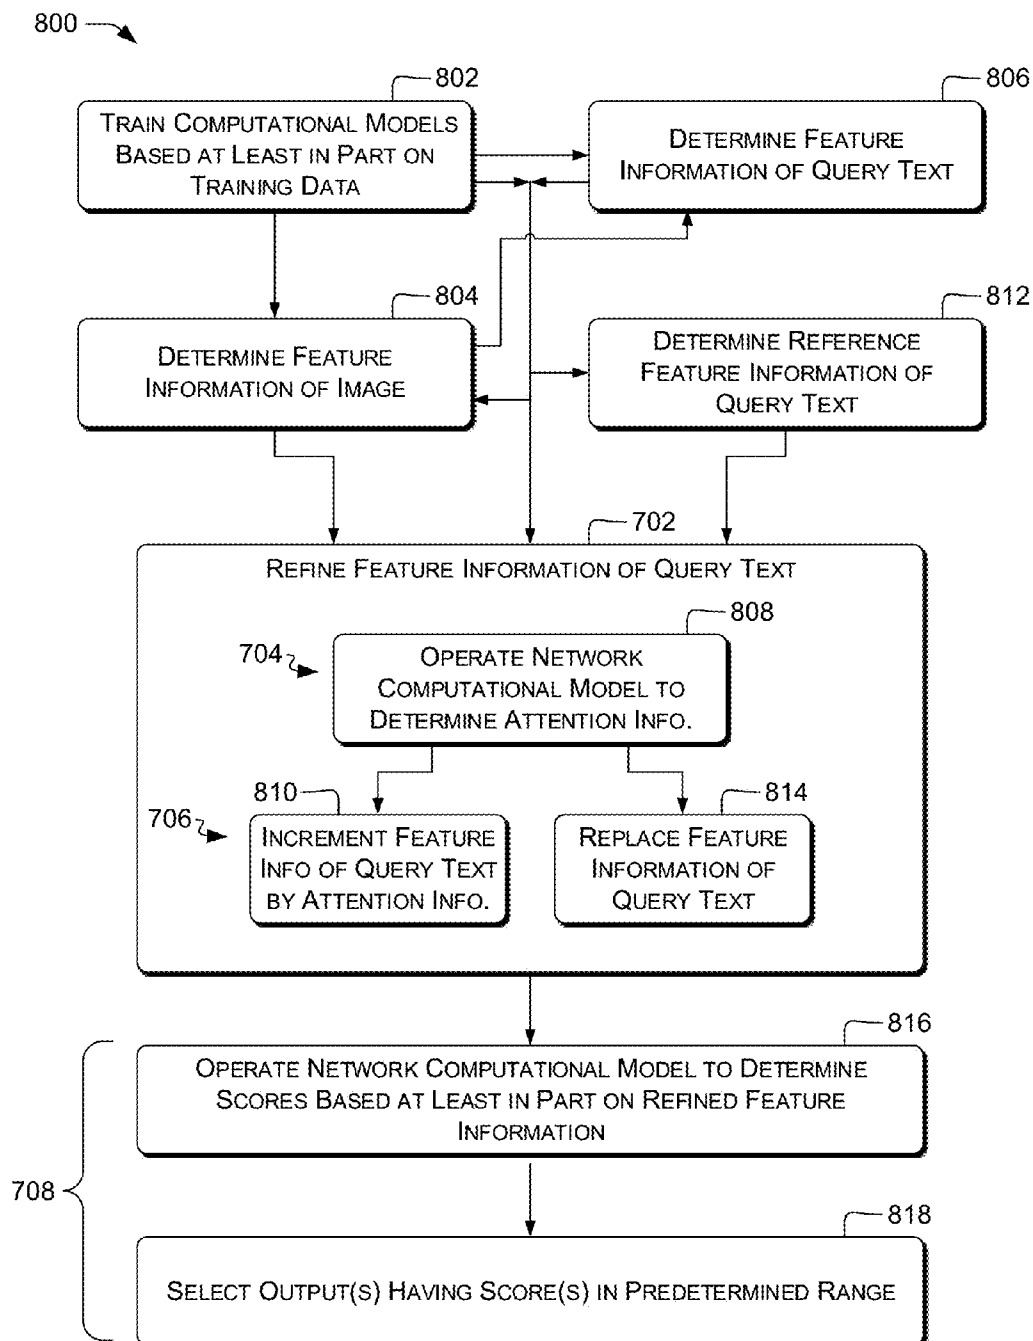 800
802
TRAIN COMPUTATIONAL MODELS
BASED AT LEAST IN PART ON
TRAINING DATA
806
DETERMINE FEATURE
INFORMATION OF QUERY TEXT
804
DETERMINE FEATURE
INFORMATION OF IMAGE
812
DETERMINE REFERENCE
FEATURE INFORMATION OF
QUERY TEXT
702
REFINE FEATURE INFORMATION OF QUERY TEXT
808
704
OPERATE NETWORK
COMPUTATIONAL MODEL TO
DETERMINE ATTENTION INFO.
810
706
INCREMENT FEATURE
INFO OF QUERY TEXT
BY ATTENTION INFO.
814
REPLACE FEATURE
INFORMATION OF
QUERY TEXT
816
OPERATE NETWORK COMPUTATIONAL MODEL TO DETERMINE
SCORES BASED AT LEAST IN PART ON REFINED FEATURE
INFORMATION
708
818
SELECT OUTPUT(S) HAVING SCORE(S) IN PREDETERMINED RANGE